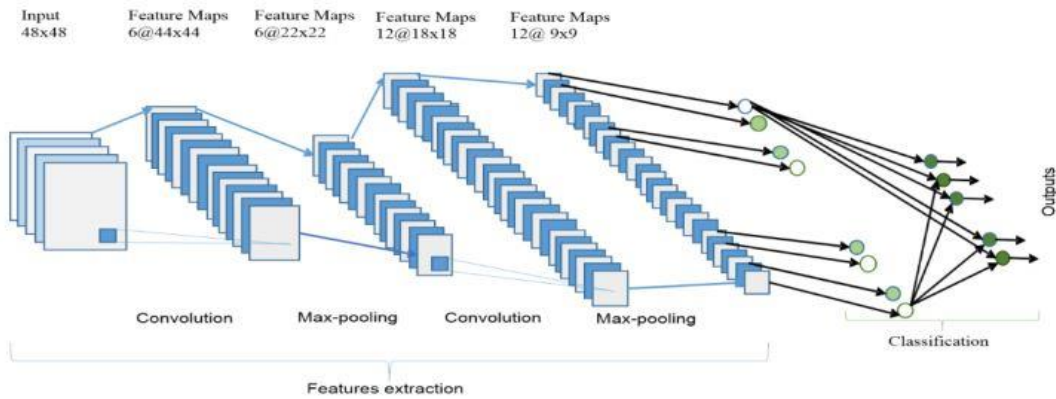 Input
48x48
Feature Maps
6@44x44
Feature Maps
6@22x22
Feature Maps
12@18x18
Feature Maps
12@ 9x9
Outputs
Convolution
Max-pooling
Convolution
Max-pooling
Classification
Features extraction